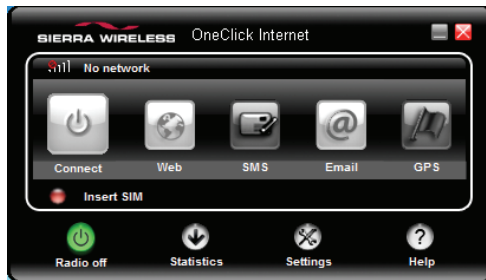 SIERRA WIRELESS OneClick Internet
No network
Connect Web SMS Email GPS
Insert SIM
Radio off Statistics Settings Help